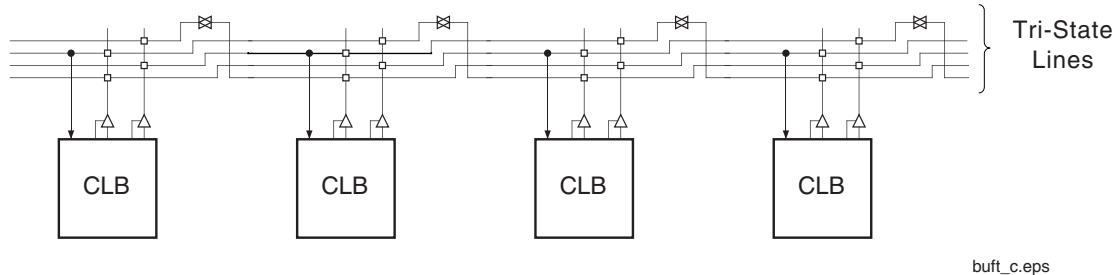 Tri-State
Lines
CLB
CLB
CLB
CLB
buft_c.eps